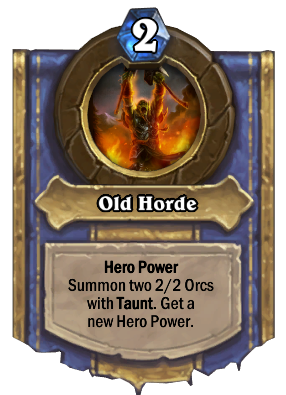 2
Old Horde
Hero Power
Summon two 2/2 Orcs
with Taunt. Get a
new Hero Power.